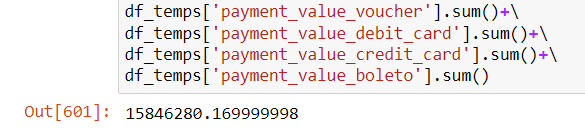 df_temps['payment_value_voucher'].sum()+\
df_temps['payment_value_debit_card'].sum()+\
df_temps['payment_value_credit_card'].sum()+\
df_temps['payment_value_boleto'].sum()
Out[601]: 15846280.169999998